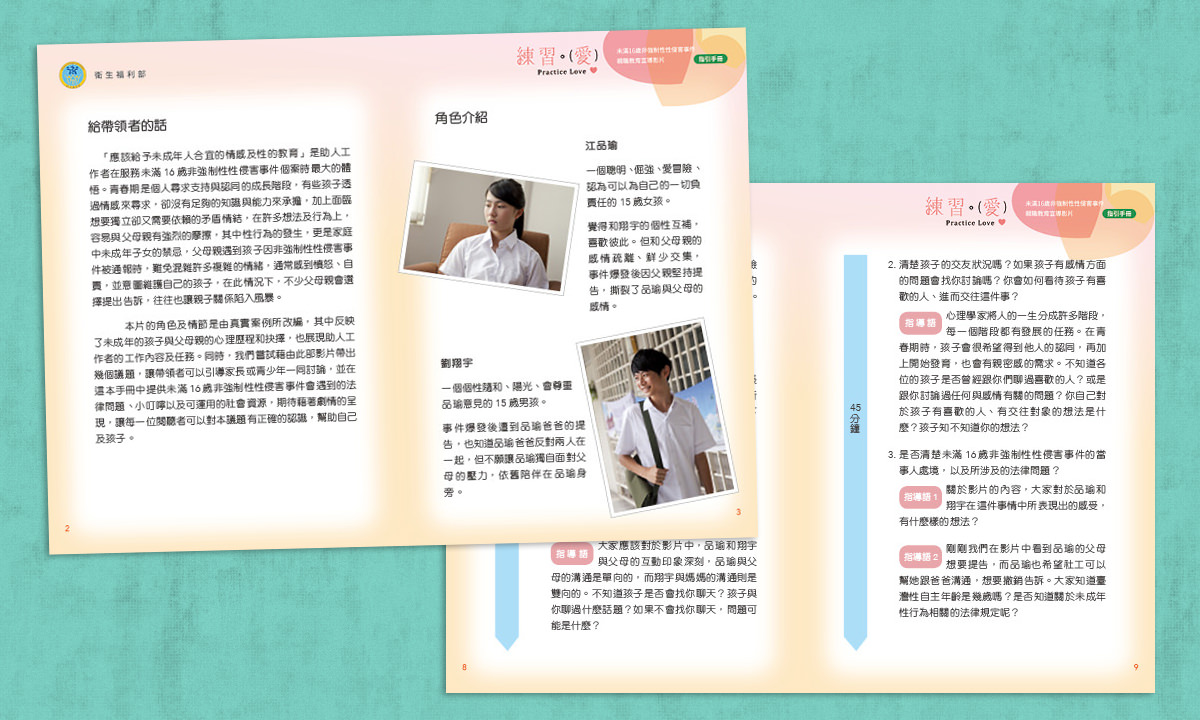 衛生福利部
練習。(愛)
Practice Love
未滿16歲非強制性性侵害事件
親職教育宣導影片
指引手冊
給帶領者的話
「應該給予未成年人合宜的情感及性的教育」是助人工
作者在服務未滿 16 歲非強制性性侵害事件個案時最大的體
悟。青春期是個人尋求支持與認同的成長階段，有些孩子透
過情感來尋求，卻沒有足夠的知識與能力來承擔，加上面臨
想要獨立卻又需要依賴的矛盾情結，在許多想法及行為上，
容易與父母親有強烈的摩擦，其中性行為的發生，更是家庭
中未成年子女的禁忌，父母親遇到孩子因非強制性性侵害事
件被通報時，難免混雜許多複雜的情緒，通常感到憤怒、自
責，並意圖維護自己的孩子，在此情況下，不少父母親會選
擇提出告訴，往往也讓親子關係陷入風暴。
本片的角色及情節是由真實案例所改編，其中反映
了未成年的孩子與父母親的心理歷程和抉擇，也展現助人工
作者的工作內容及任務。同時，我們嘗試藉由此部影片帶出
幾個議題，讓帶領者可以引導家長或青少年一同討論，並在
這本手冊中提供未滿 16 歲非強制性性侵害事件會遇到的法
律問題、小叮嚀以及可運用的社會資源，期待藉著劇情的呈
現，讓每一位閱聽者可以對本議題有正確的認識，幫助自己
及孩子。
2
角色介紹
江品瑜
一個聰明、倔強、愛冒險、
認為可以為自己的一切負
責任的 15 歲女孩。
覺得和翔宇的個性互補，
喜歡彼此。但和父母親的
感情疏離、鮮少交集，
事件爆發後因父親堅持提
告，撕裂了品瑜與父母的
感情。
劉翔宇
一個個性隨和、陽光、會尊重
品瑜意見的 15 歲男孩。
事件爆發後遭到品瑜爸爸的提
告，也知道品瑜爸爸反對兩人在
一起，但不願讓品瑜獨自面對父
母的壓力，依舊陪伴在品瑜身
旁。
3
指導語
大家應該對於影片中，品瑜和翔宇
與父母的互動印象深刻，品瑜與父
母的溝通是單向的，而翔宇與媽媽的溝通則是
雙向的。不知道孩子是否會找你聊天？孩子與
你聊過什麼話題？如果不會找你聊天，問題可
能是什麼？
8
練習。(愛)
Practice Love
未滿16歲非強制性性侵害事件
親職教育宣導影片
指引手冊
45分鐘
2. 清楚孩子的交友狀況嗎？如果孩子有感情方面
的問題會找你討論嗎？你會如何看待孩子有喜
歡的人、進而交往這件事？
指導語
心理學家將人的一生分成許多階段，
每一個階段都有發展的任務。在青
春期時，孩子會很希望得到他人的認同，再加
上開始發育，也會有親密感的需求。不知道各
位的孩子是否曾經跟你們聊過喜歡的人？或是
跟你討論過任何與感情有關的問題？你自己對
於孩子有喜歡的人、有交往對象的想法是什
麼？孩子知不知道你的想法？
3. 是否清楚未滿 16 歲非強制性性侵害事件的當
事人處境，以及所涉及的法律問題？
指導語 1
關於影片的內容，大家對於品瑜和
翔宇在這件事情中所表現出的感受，
有什麼樣的想法？
指導語 2
剛剛我們在影片中看到品瑜的父母
想要提告，而品瑜也希望社工可以
幫她跟爸爸溝通，想要撤銷告訴。大家知道臺
灣性自主年齡是幾歲嗎？是否知道關於未成年
性行為相關的法律規定呢？
9